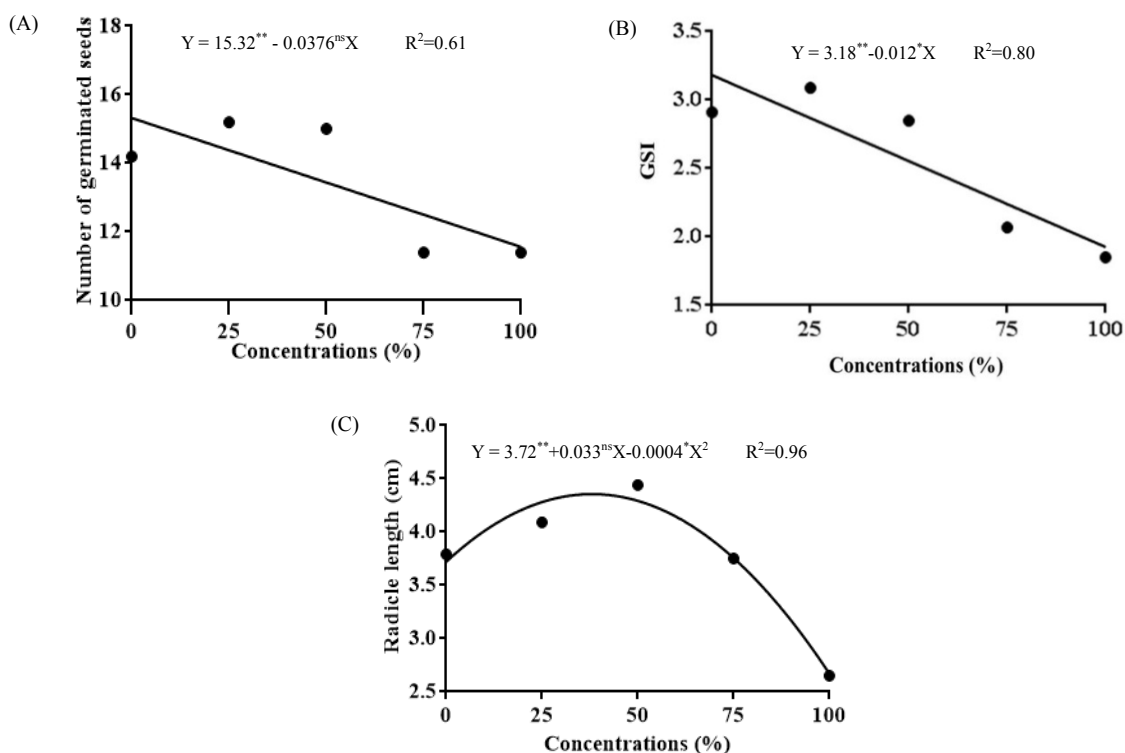 (A)
Y = 15.32** - 0.0376nsX R2=0.61
Number of germinated seeds
18
16
14
12
10
0 25 50 75 100
Concentrations (%)
(B)
Y = 3.18**-0.012*X R2=0.80
GSI
3.5
3.0
2.5
2.0
1.5
0 25 50 75 100
Concentrations (%)
(C)
Y = 3.72**+0.033nsX-0.0004*X2 R2=0.96
Radicle length (cm)
5.0
4.5
4.0
3.5
3.0
2.5
0 25 50 75 100
Concentrations (%)